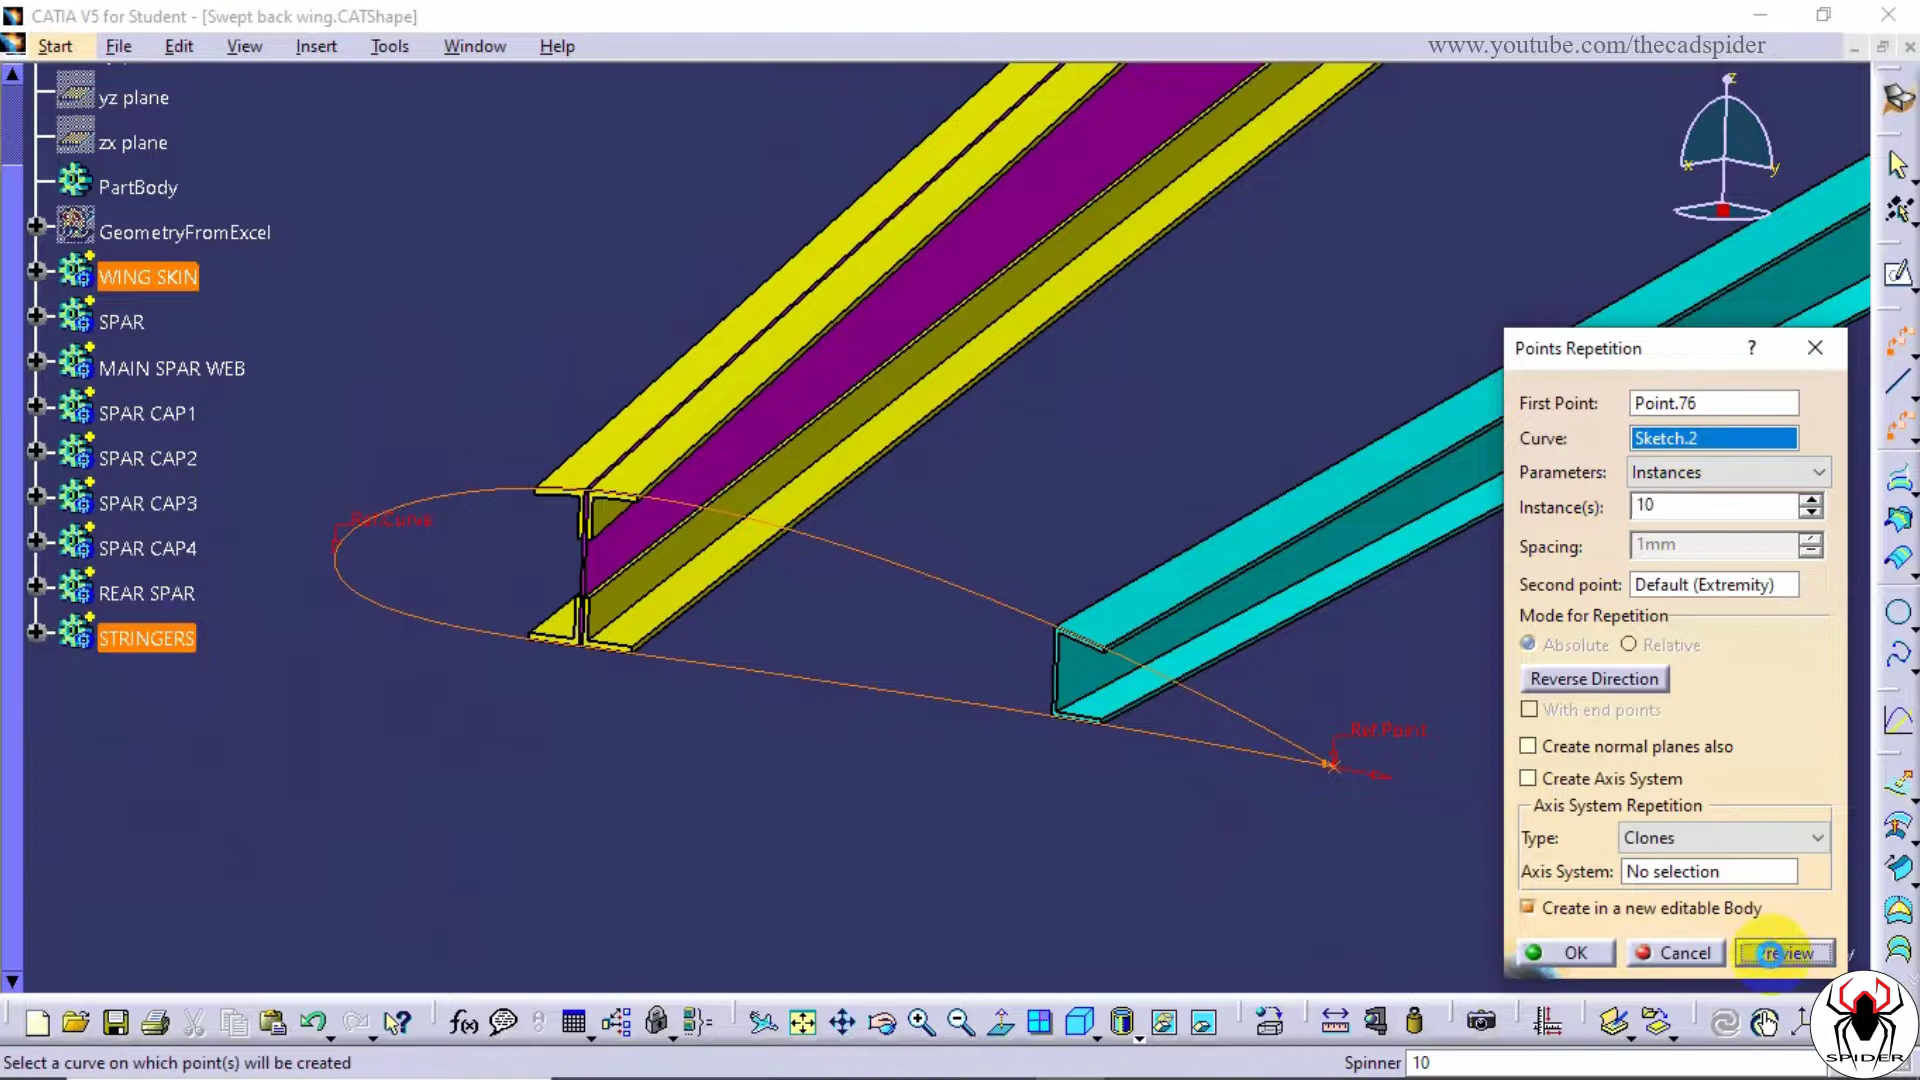 CATIA V5 for Student - [Swept back wing.CATShape]
Start File Edit View Insert Tools Window Help
www.youtube.com/thecadspider
yz plane
zx plane
PartBody
GeometryFromExcel
WING SKIN
SPAR
MAIN SPAR WEB
SPAR CAP1
SPAR CAP2
SPAR CAP3
SPAR CAP4
REAR SPAR
STRINGERS
z
x
y
Ref.Curve
Ref.Point
Points Repetition ?
First Point: Point.76
Curve: Sketch.2
Parameters: Instances
Instance(s): 10
Spacing: 1mm
Second point: Default (Extremity)
Mode for Repetition
Absolute Relative
Reverse Direction
With end points
Create normal planes also
Create Axis System
Axis System Repetition
Type: Clones
Axis System: No selection
Create in a new editable Body
OK Cancel Preview
f(x)
SPIDER
Select a curve on which point(s) will be created
Spinner 10